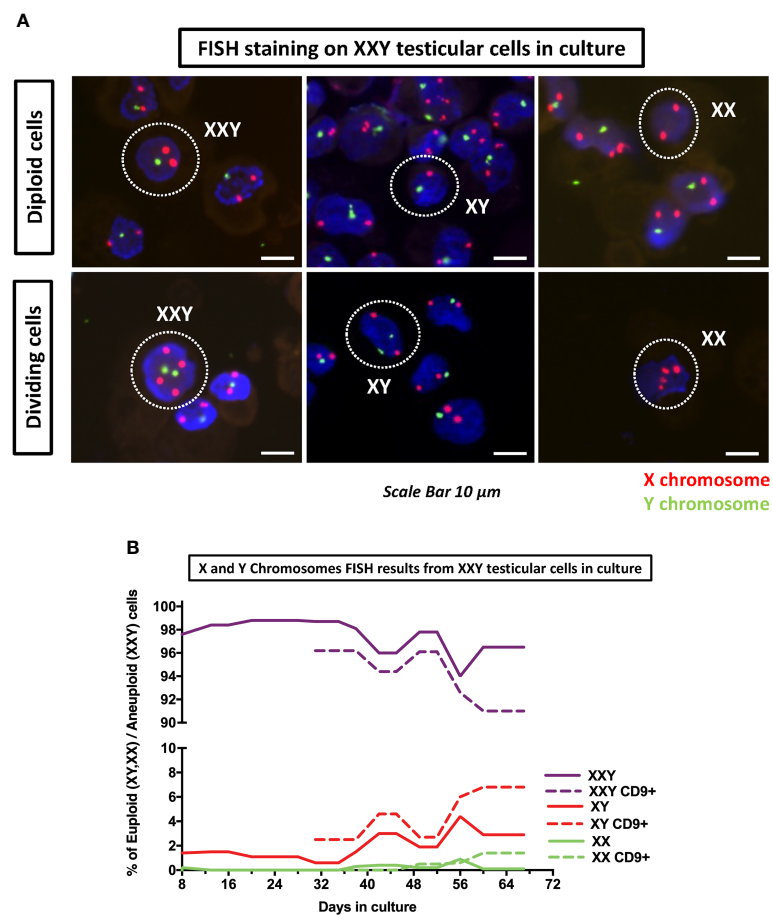 A
FISH staining on XXY testicular cells in culture
Diploid cells
XXY
XY
XX
Dividing cells
XXY
XY
XX
Scale Bar 10 μm
X chromosome
Y chromosome
B
X and Y Chromosomes FISH results from XXY testicular cells in culture
% of Euploid (XY,XX) / Aneuploid (XXY) cells
100
98
96
94
92
90
10
8
6
4
2
0
8 16 24 32 40 48 56 64 72
Days in culture
XXY
XXY CD9+
XY
XY CD9+
XX
XX CD9+